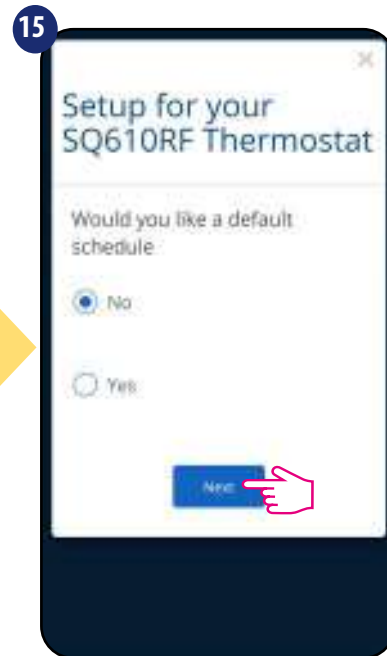 15
×
Setup for your
SQ610RF Thermostat
Would you like a default
schedule
No
Yes
Next